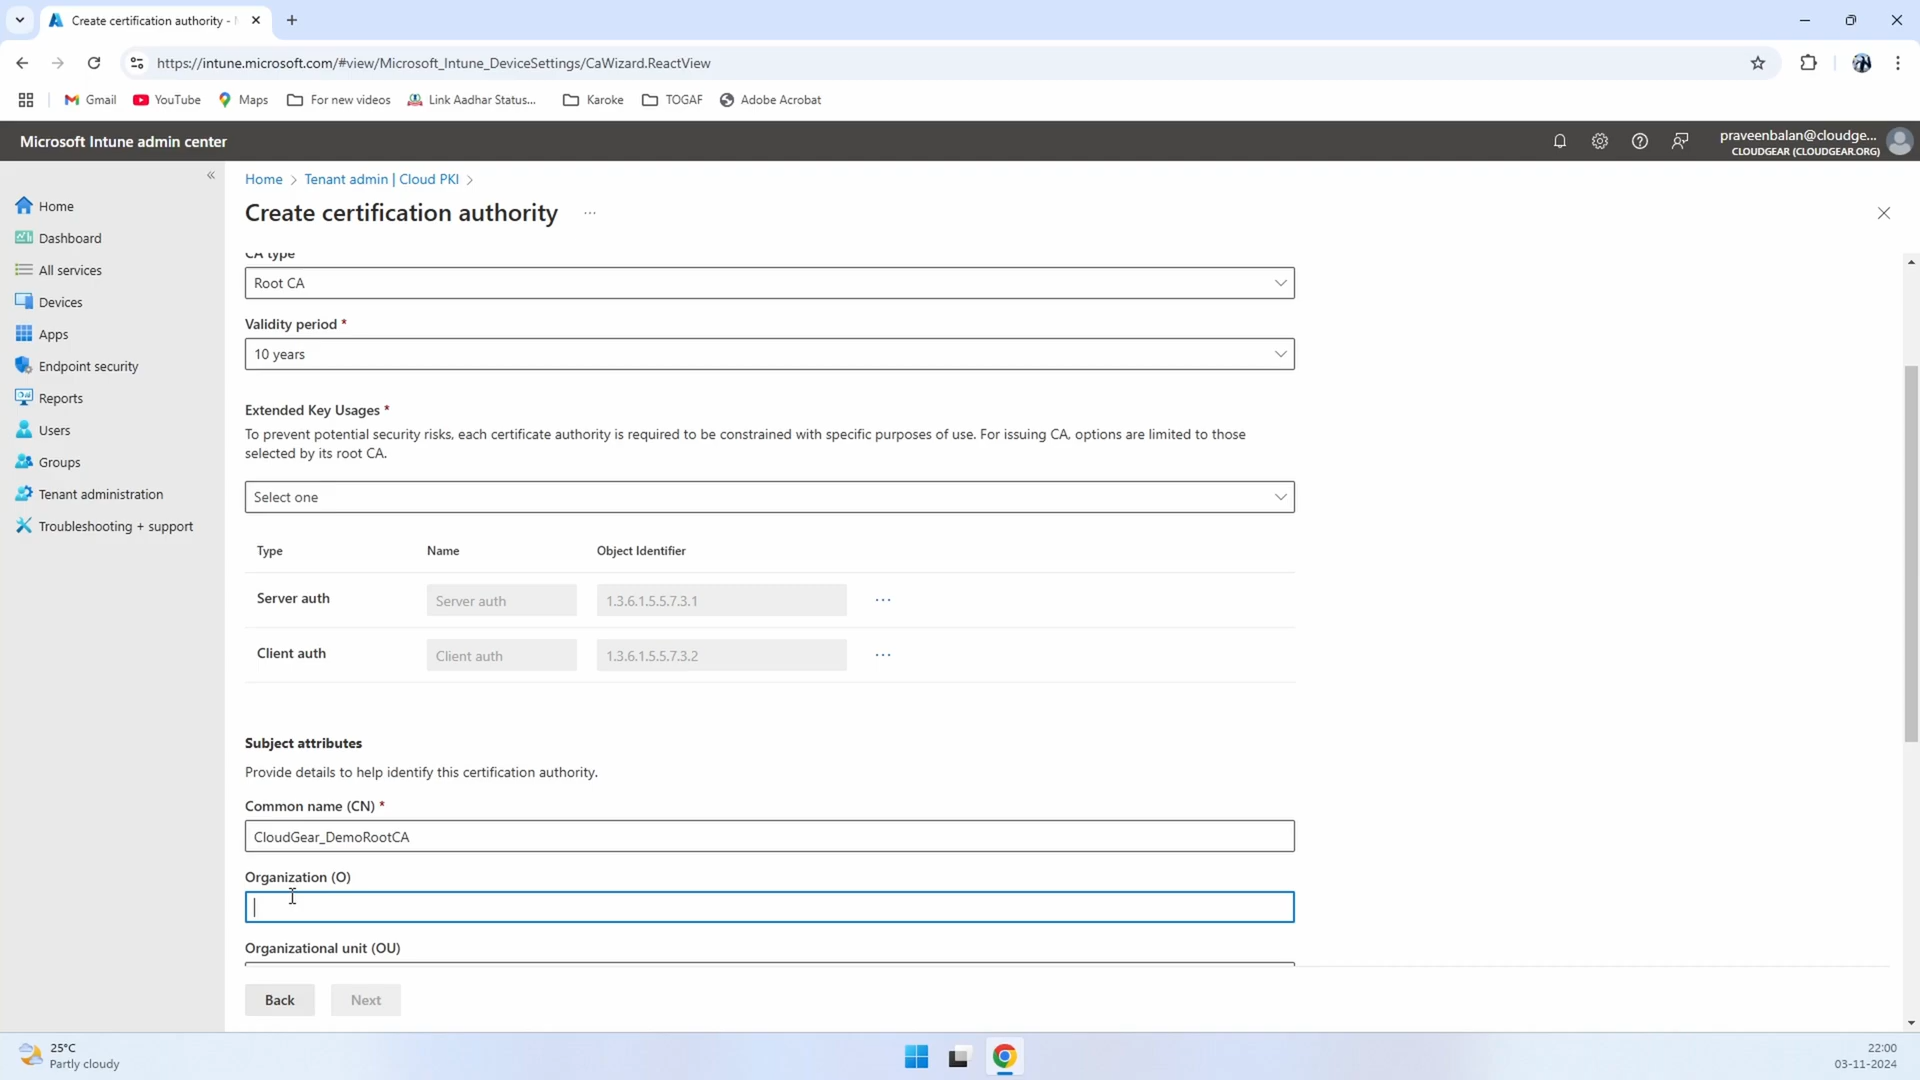 Create certification authority -
https://intune.microsoft.com/#view/Microsoft_Intune_DeviceSettings/CaWizard.ReactView
Gmail
YouTube
Maps
For new videos
Link Aadhar Status...
Karoke
TOGAF
Adobe Acrobat
Microsoft Intune admin center
praveenbalan@cloudge...
CLOUDGEAR (CLOUDGEAR.ORG)
Home
Dashboard
All services
Devices
Apps
Endpoint security
Reports
Users
Groups
Tenant administration
Troubleshooting + support
Home > Tenant admin | Cloud PKI >
Create certification authority ...
CA type
Root CA
Validity period *
10 years
Extended Key Usages *
To prevent potential security risks, each certificate authority is required to be constrained with specific purposes of use. For issuing CA, options are limited to those
selected by its root CA.
Select one
Type Name Object Identifier
Server auth Server auth 1.3.6.1.5.5.7.3.1 ...
Client auth Client auth 1.3.6.1.5.5.7.3.2 ...
Subject attributes
Provide details to help identify this certification authority.
Common name (CN) *
CloudGear_DemoRootCA
Organization (O)
Organizational unit (OU)
Back
Next
25°C
Partly cloudy
22:00
03-11-2024